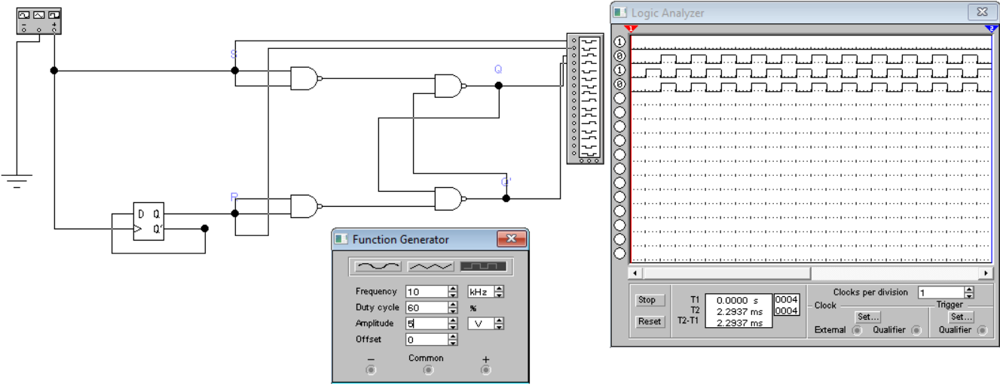 Logic Analyzer
1 2
1
0
1
0
S
Q
R
Q'
D Q
Q'
- +
Function Generator
Frequency 10 kHz
Duty cycle 60 %
Amplitude 5 V
Offset 0
- Common +
Stop
Reset
T1 0.0000 s 0004
T2 2.2937 ms 0004
T2-T1 2.2937 ms
Clocks per division 1
Clock
Set...
External Qualifier
Trigger
Set...
Qualifier